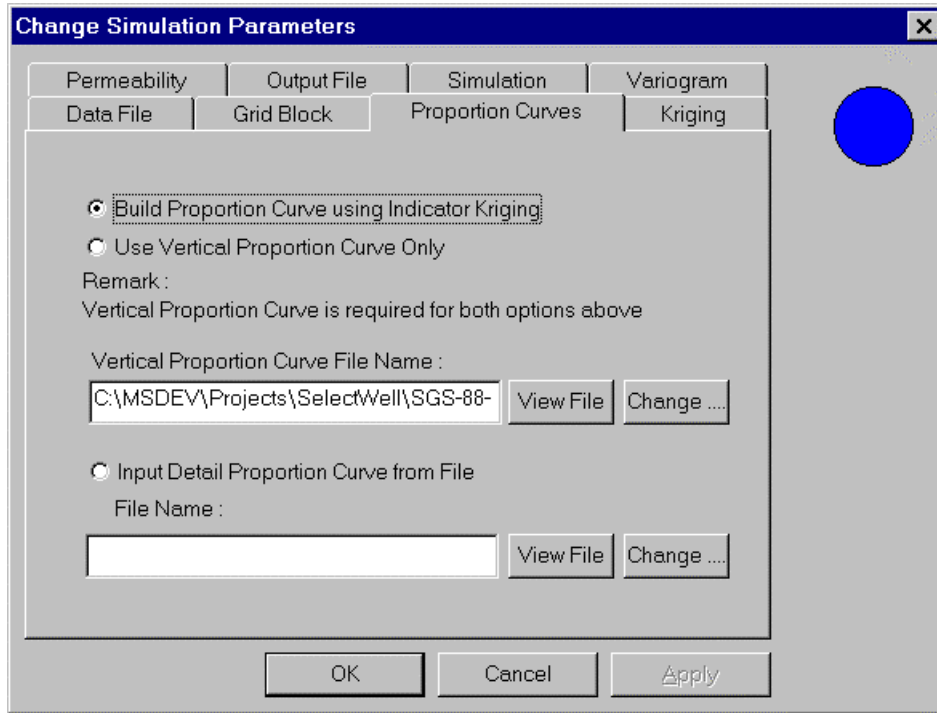 Change Simulation Parameters
Permeability Output File Simulation Variogram
Data File Grid Block Proportion Curves Kriging
Build Proportion Curve using Indicator Kriging
Use Vertical Proportion Curve Only
Remark :
Vertical Proportion Curve is required for both options above
Vertical Proportion Curve File Name :
C:\MSDEV\Projects\SelectWell\SGS-88- View File Change ....
Input Detail Proportion Curve from File
File Name :
View File Change ....
OK Cancel Apply